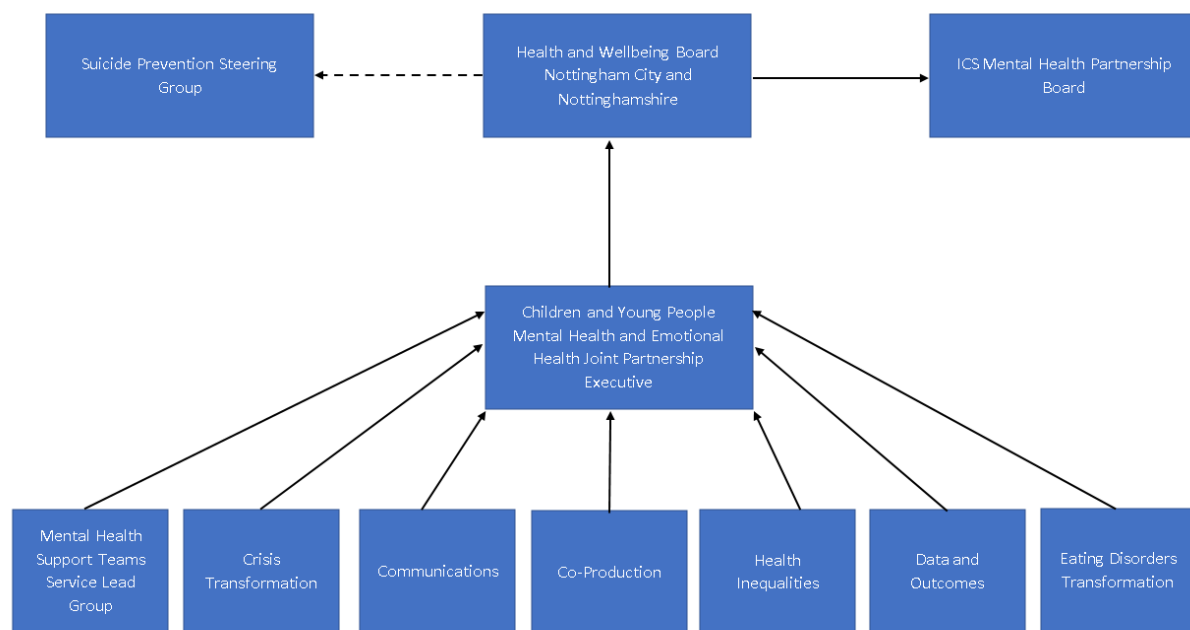 Suicide Prevention Steering
Group
Health and Wellbeing Board
Nottingham City and
Nottinghamshire
ICS Mental Health Partnership
Board
Children and Young People
Mental Health and Emotional
Health Joint Partnership
Executive
Mental Health
Support Teams
Service Lead
Group
Crisis
Transformation
Communications
Co-Production
Health
Inequalities
Data and
Outcomes
Eating Disorders
Transformation